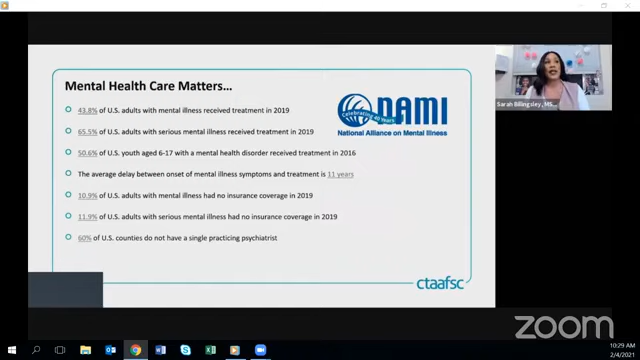 Mental Health Care Matters...
43.8% of U.S. adults with mental illness received treatment in 2019
65.5% of U.S. adults with serious mental illness received treatment in 2019
50.6% of U.S. youth aged 6-17 with a mental health disorder received treatment in 2016
The average delay between onset of mental illness symptoms and treatment is 11 years
10.9% of U.S. adults with mental illness had no insurance coverage in 2019
11.9% of U.S. adults with serious mental illness had no insurance coverage in 2019
60% of U.S. counties do not have a single practicing psychiatrist
Celebrating 40 Years
nami
National Alliance on Mental Illness
Sarah Bilingsley, MS...
ctaafsc
zoom
10:29 AM
2/4/2021